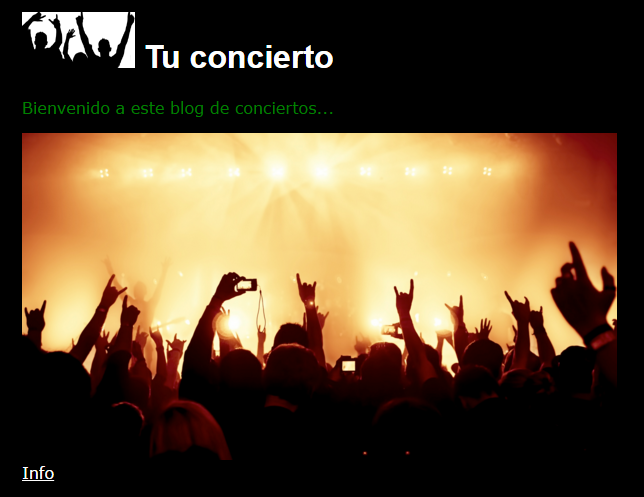 Tu concierto
Bienvenido a este blog de conciertos...
Info